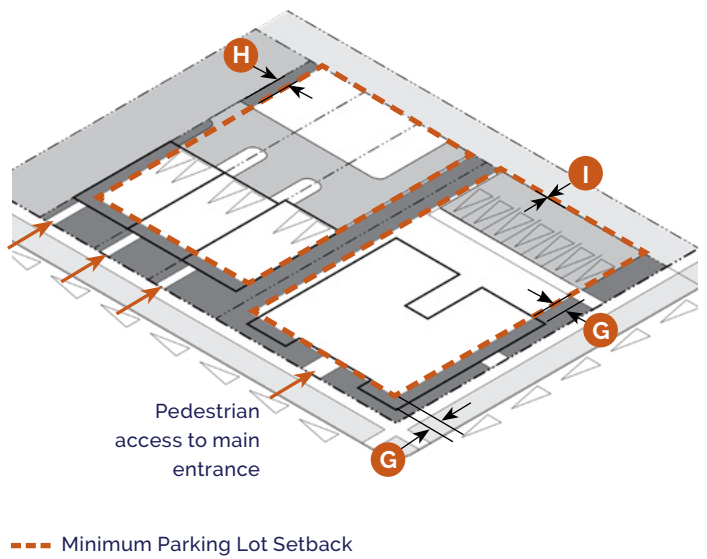 H
I
G
Pedestrian
access to main
entrance
G
Minimum Parking Lot Setback